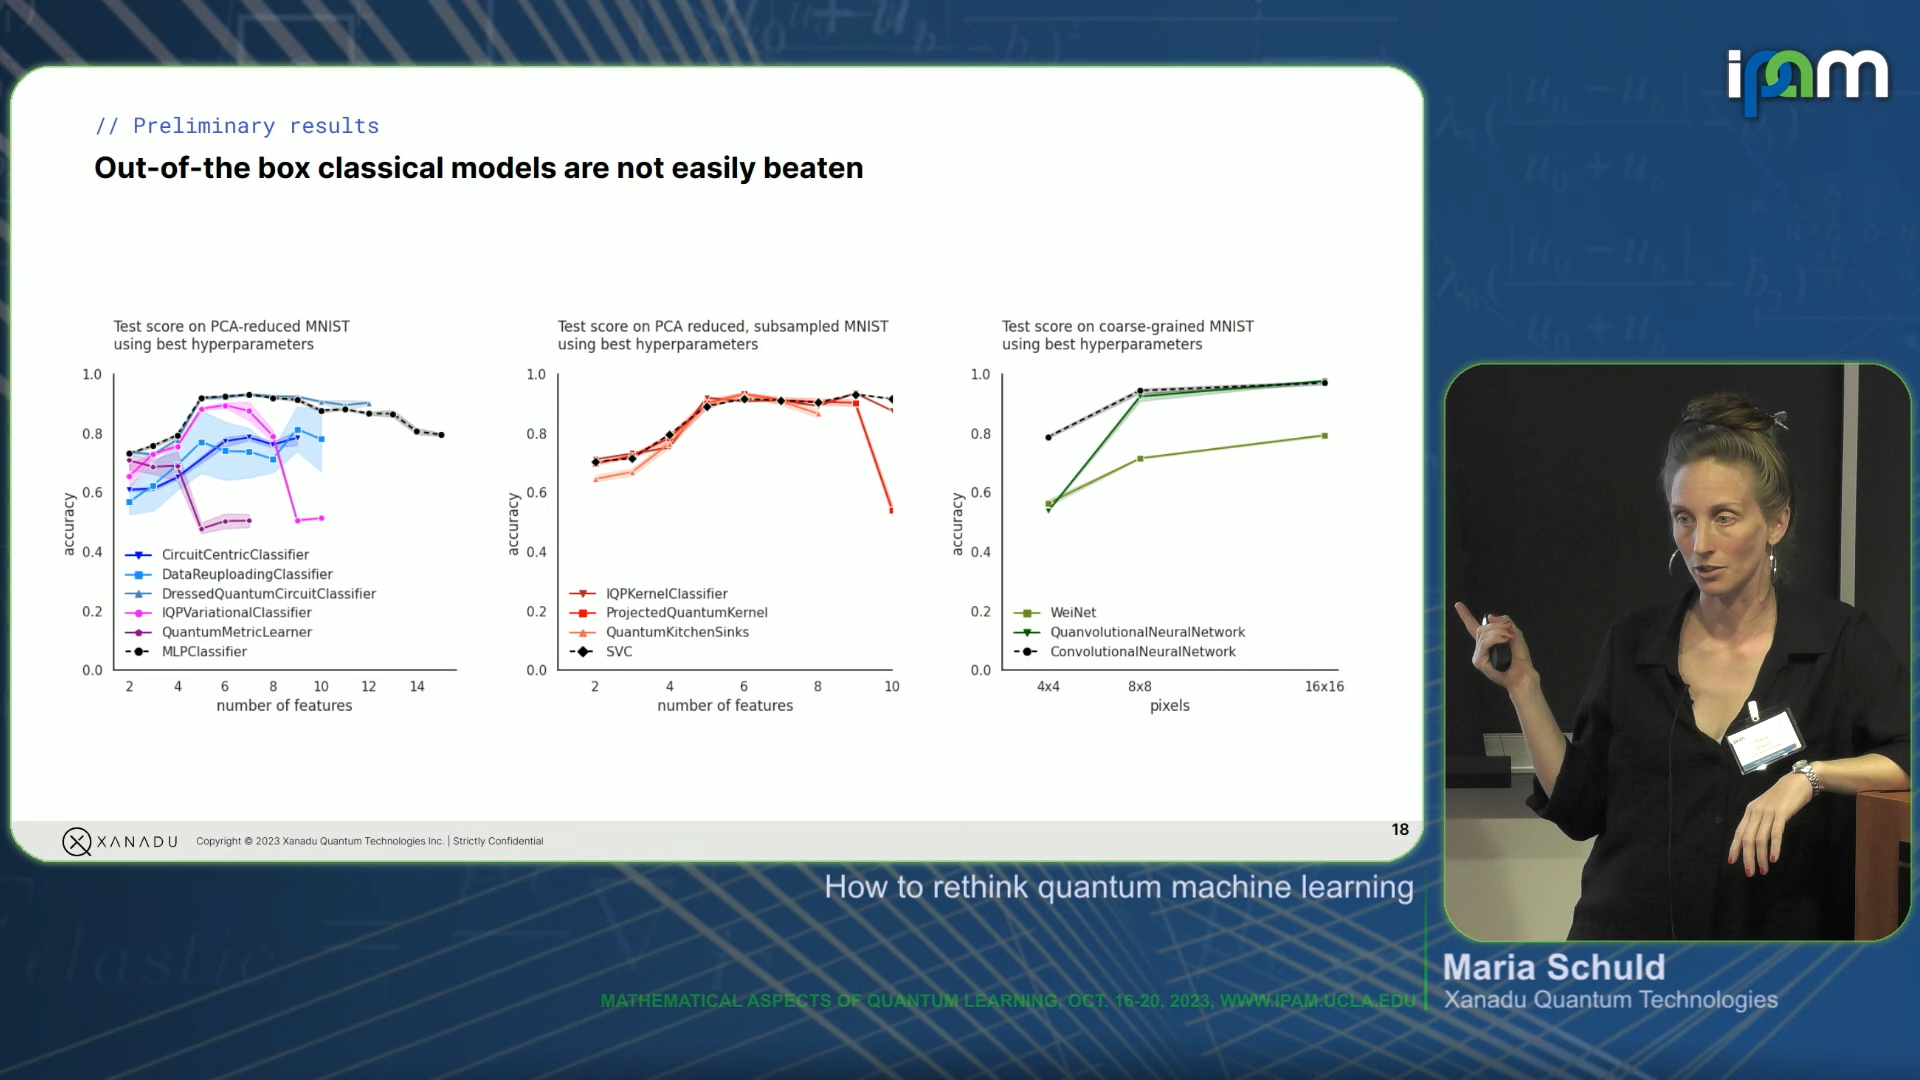 ipam
// Preliminary results
Out-of-the box classical models are not easily beaten
Test score on PCA-reduced MNIST
using best hyperparameters
1.0
0.8
0.6
0.4
0.2
0.0
accuracy
CircuitCentricClassifier
DataReuploadingClassifier
DressedQuantumCircuitClassifier
IQPVariationalClassifier
QuantumMetricLearner
MLPClassifier
2 4 6 8 10 12 14
number of features
Test score on PCA reduced, subsampled MNIST
using best hyperparameters
1.0
0.8
0.6
0.4
0.2
0.0
accuracy
IQPKernelClassifier
ProjectedQuantumKernel
QuantumKitchenSinks
SVC
2 4 6 8 10
number of features
Test score on coarse-grained MNIST
using best hyperparameters
1.0
0.8
0.6
0.4
0.2
0.0
accuracy
WeiNet
QuanvolutionalNeuralNetwork
ConvolutionalNeuralNetwork
4x4 8x8 16x16
pixels
XANADU
Copyright © 2023 Xanadu Quantum Technologies Inc. | Strictly Confidential
18
How to rethink quantum machine learning
Maria Schuld
Xanadu Quantum Technologies
MATHEMATICAL ASPECTS OF QUANTUM LEARNING, OCT. 16-20, 2023, WWW.IPAM.UCLA.EDU